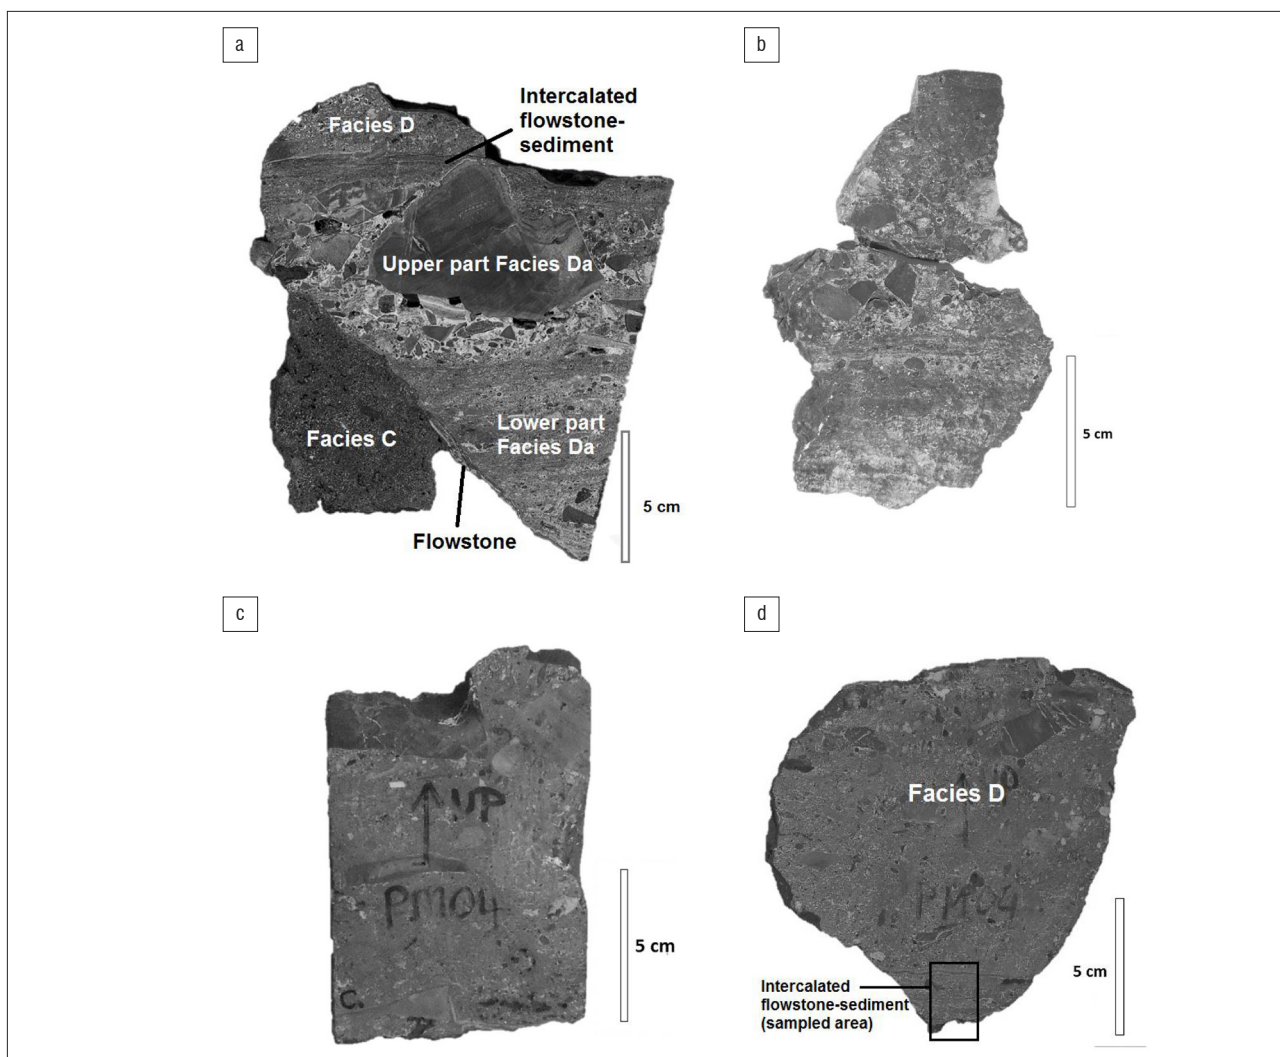 a
Facies D
Intercalated
flowstone-
sediment
Upper part Facies Da
Facies C
Lower part
Facies Da
5 cm
Flowstone
b
5 cm
c
UP
PM04
5 cm
C.
d
UP
Facies D
PM04
5 cm
Intercalated
flowstone-sediment
(sampled area)